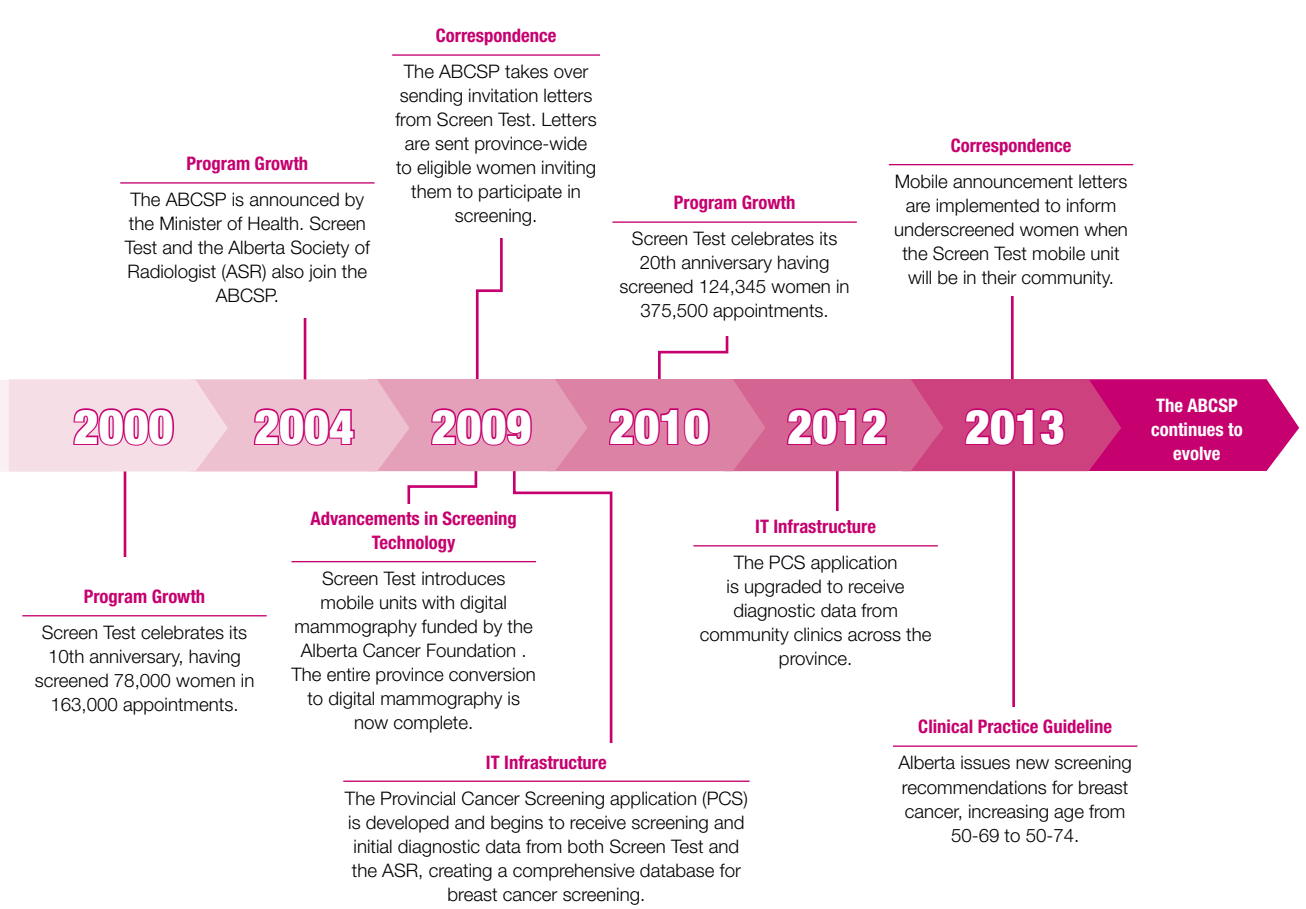 Correspondence
The ABCSP takes over
sending invitation letters
from Screen Test. Letters
are sent province-wide
to eligible women inviting
them to participate in
screening.
Program Growth
The ABCSP is announced by
the Minister of Health. Screen
Test and the Alberta Society of
Radiologist (ASR) also join the
ABCSP.
Program Growth
Screen Test celebrates its
20th anniversary having
screened 124,345 women in
375,500 appointments.
Correspondence
Mobile announcement letters
are implemented to inform
underscreened women when
the Screen Test mobile unit
will be in their community.
2000
2004
2009
2010
2012
2013
The ABCSP
continues to
evolve
Program Growth
Screen Test celebrates its
10th anniversary, having
screened 78,000 women in
163,000 appointments.
Advancements in Screening
Technology
Screen Test introduces
mobile units with digital
mammography funded by the
Alberta Cancer Foundation .
The entire province conversion
to digital mammography is
now complete.
IT Infrastructure
The Provincial Cancer Screening application (PCS)
is developed and begins to receive screening and
initial diagnostic data from both Screen Test and
the ASR, creating a comprehensive database for
breast cancer screening.
IT Infrastructure
The PCS application
is upgraded to receive
diagnostic data from
community clinics across the
province.
Clinical Practice Guideline
Alberta issues new screening
recommendations for breast
cancer, increasing age from
50-69 to 50-74.